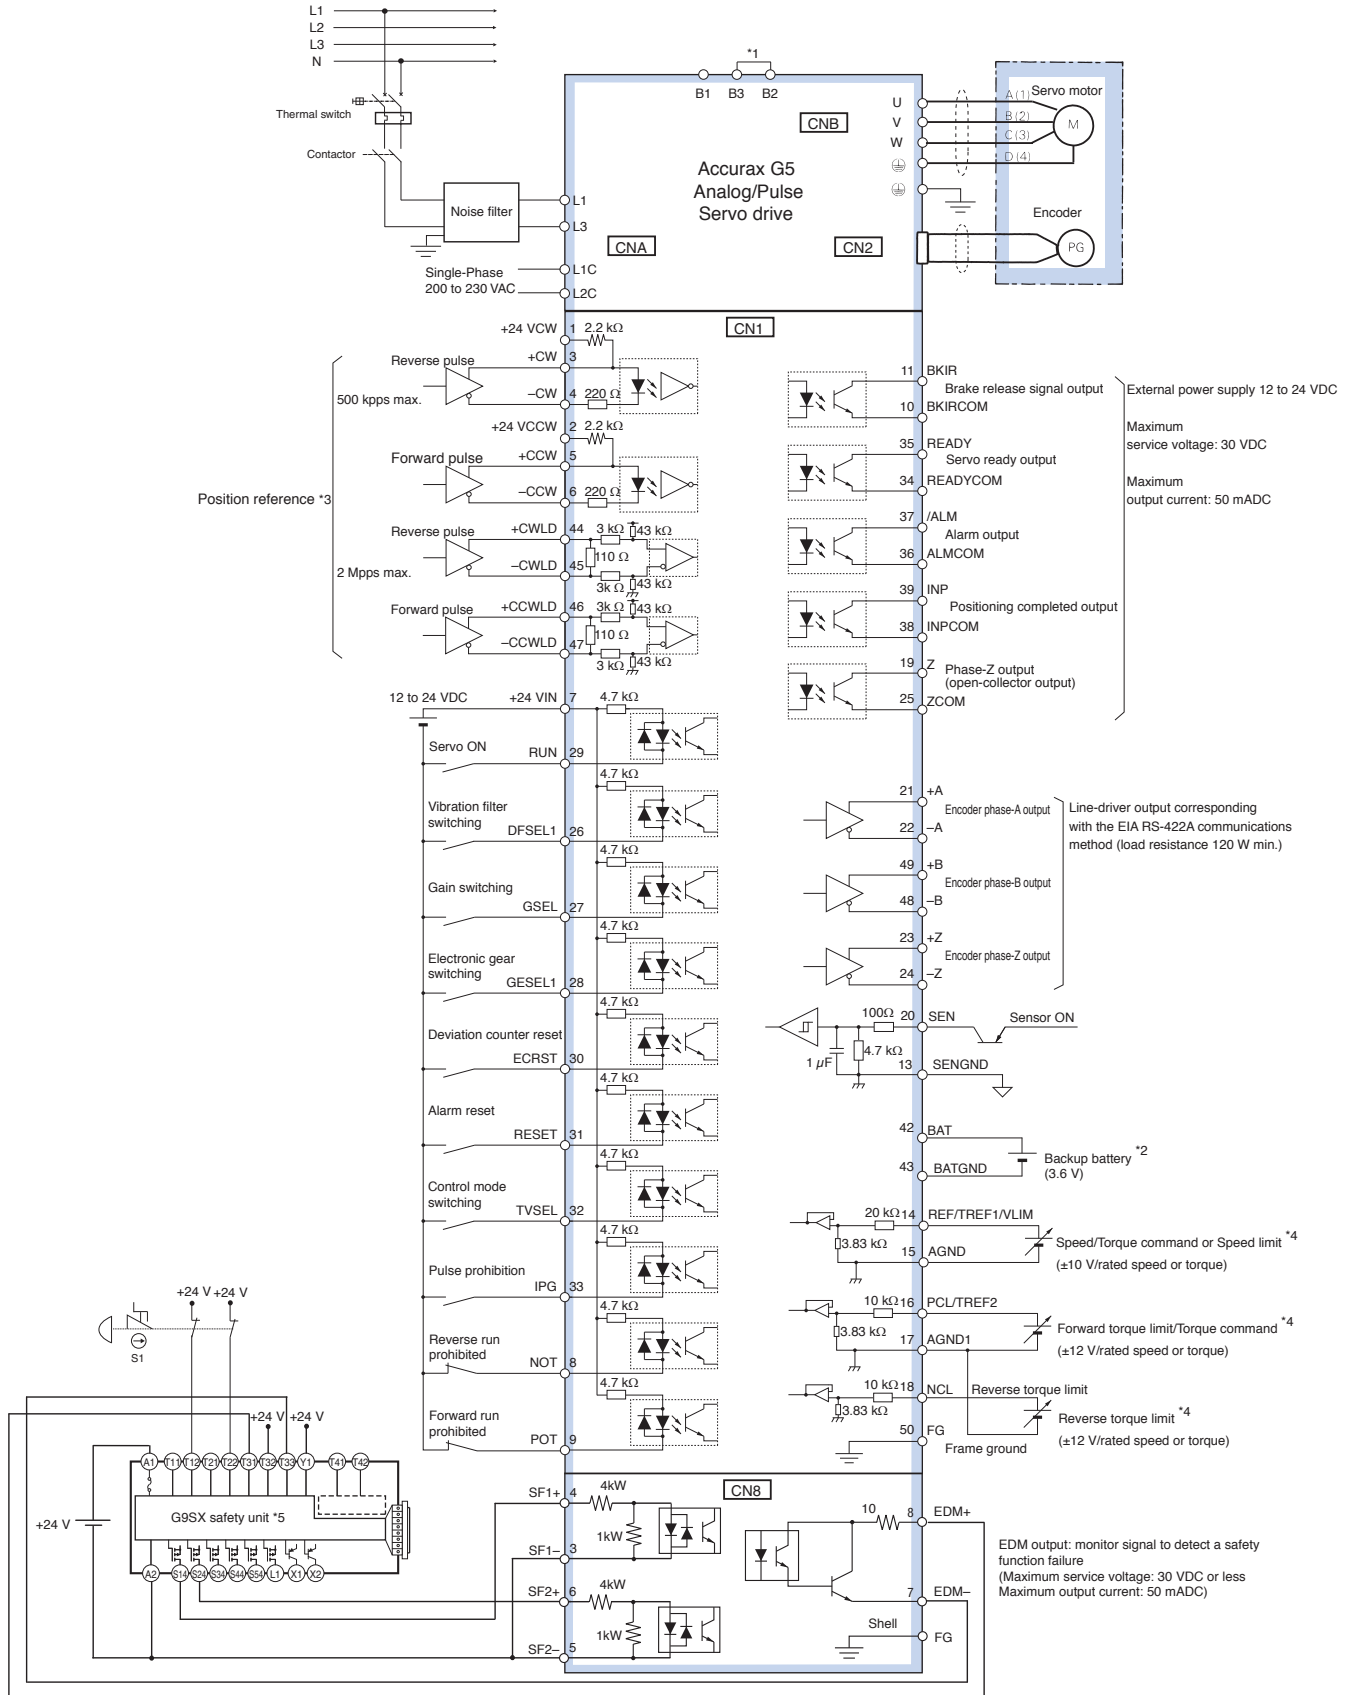 L1
L2
L3
N
Thermal switch
Contactor
Noise filter
L1
L3
L1C
L2C
Single-Phase
200 to 230 VAC
*1
B1 B3 B2
CNB
CNA
CN2
Accurax G5
Analog/Pulse
Servo drive
U
V
W
A (1)
B (2)
C (3)
D (4)
Servo motor
M
Encoder
PG
CN1
Position reference *3
500 kpps max.
2 Mpps max.
+24 VCW 1 2.2 kΩ
Reverse pulse
+CW 3
–CW 4 220 Ω
+24 VCCW 2 2.2 kΩ
Forward pulse
+CCW 5
–CCW 6 220 Ω
Reverse pulse
+CWLD 44 3 kΩ 43 kΩ
110 Ω
–CWLD 45
3k Ω 43 kΩ
Forward pulse
+CCWLD 46 3k Ω 43 kΩ
110 Ω
–CCWLD 47
3 kΩ 43 kΩ
12 to 24 VDC
+24 VIN 7 4.7 kΩ
Servo ON
RUN 29
4.7 kΩ
Vibration filter
switching
DFSEL1 26
4.7 kΩ
Gain switching
GSEL 27
4.7 kΩ
Electronic gear
switching
GESEL1 28
4.7 kΩ
Deviation counter reset
ECRST 30
4.7 kΩ
Alarm reset
RESET 31
4.7 kΩ
Control mode
switching
TVSEL 32
4.7 kΩ
Pulse prohibition
IPG 33
4.7 kΩ
Reverse run
prohibited
NOT 8
4.7 kΩ
Forward run
prohibited
POT 9
11 BKIR
Brake release signal output
10 BKIRCOM
35 READY
Servo ready output
34 READYCOM
37 /ALM
Alarm output
36 ALMCOM
39 INP
Positioning completed output
38 INPCOM
19 Z
Phase-Z output
(open-collector output)
25 ZCOM
External power supply 12 to 24 VDC
Maximum
service voltage: 30 VDC
Maximum
output current: 50 mADC
21 +A
Encoder phase-A output
22 –A
49 +B
Encoder phase-B output
48 –B
23 +Z
Encoder phase-Z output
24 –Z
Line-driver output corresponding
with the EIA RS-422A communications
method (load resistance 120 W min.)
100Ω 20 SEN
Sensor ON
1 µF
4.7 kΩ
13 SENGND
42 BAT
Backup battery *2
(3.6 V)
43 BATGND
20 kΩ 14 REF/TREF1/VLIM
3.83 kΩ
15 AGND
Speed/Torque command or Speed limit *4
(±10 V/rated speed or torque)
10 kΩ 16 PCL/TREF2
3.83 kΩ
17 AGND1
Forward torque limit/Torque command *4
(±12 V/rated speed or torque)
10 kΩ 18 NCL
Reverse torque limit
3.83 kΩ
Reverse torque limit *4
(±12 V/rated speed or torque)
50 FG
Frame ground
+24 V +24 V
S1
+24 V +24 V
A1 T11 T12 T21 T22 T31 T32 T33 Y1 T41 T42
G9SX safety unit *5
+24 V
A2 S14 S24 S34 S44 S54 L1 X1 X2
CN8
SF1+ 4 4kW
1kW
SF1– 3
SF2+ 6 4kW
1kW
SF2– 5
10 8 EDM+
7 EDM–
Shell
FG
EDM output: monitor signal to detect a safety
function failure
(Maximum service voltage: 30 VDC or less
Maximum output current: 50 mADC)